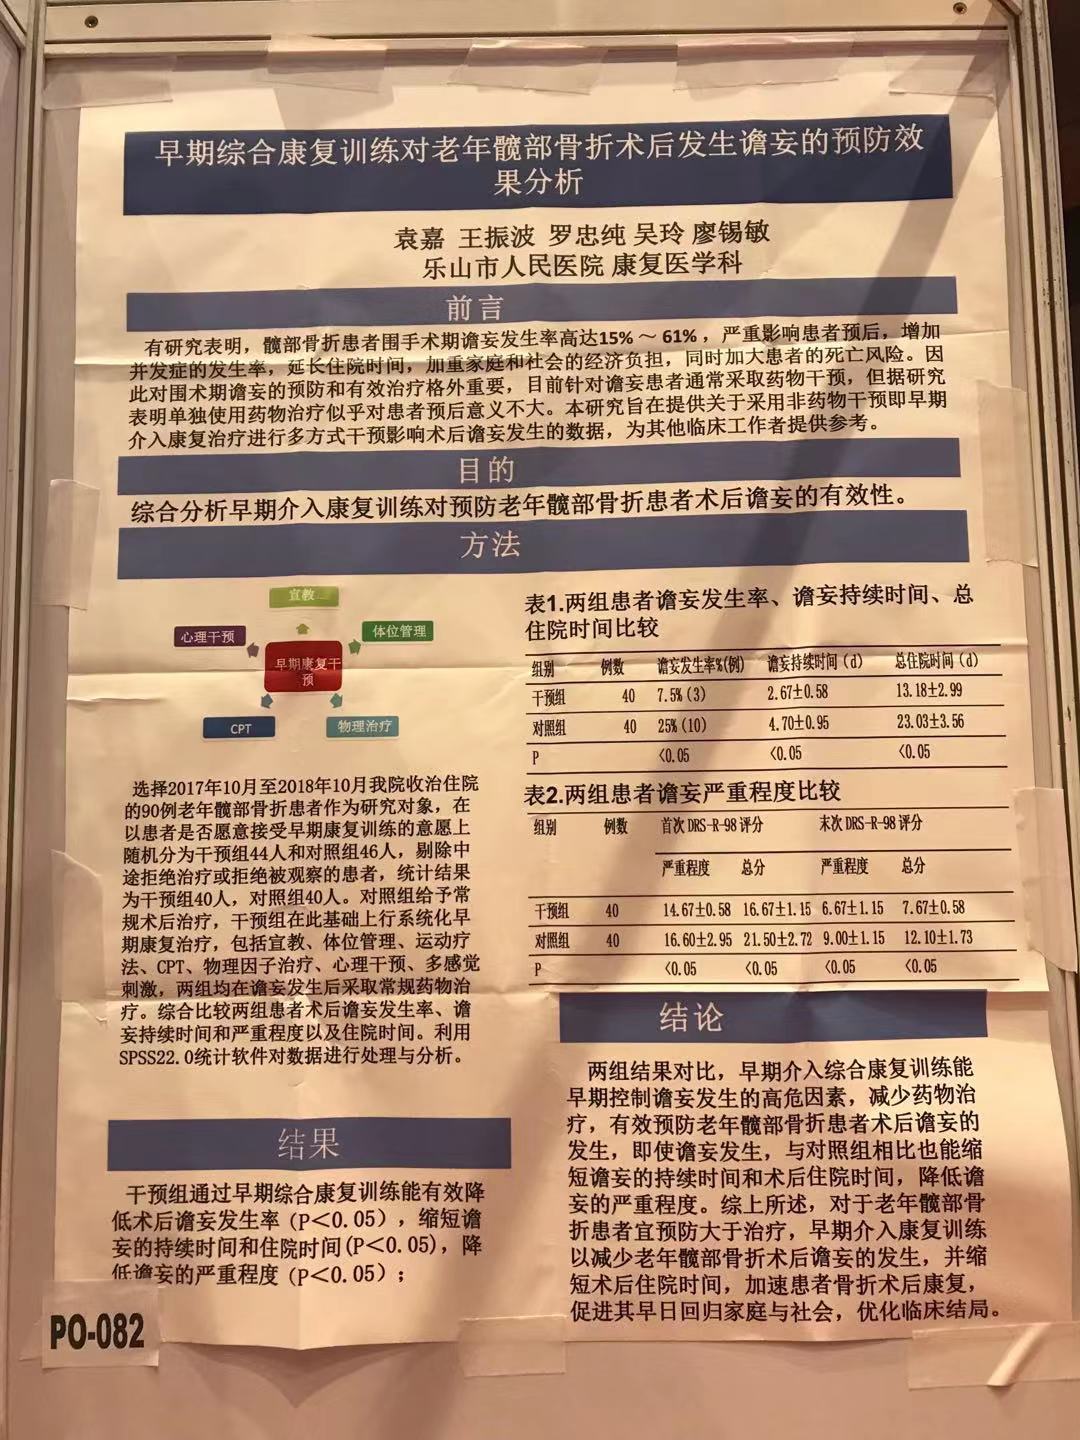 早期综合康复训练对老年髋部骨折术后发生谵妄的预防效
果分析
袁嘉 王振波 罗忠纯 吴玲 廖锡敏
乐山市人民医院 康复医学科
前言
有研究表明，髋部骨折患者围手术期谵妄发生率高达15%～61%，严重影响患者预后，增加
并发症的发生率，延长住院时间，加重家庭和社会的经济负担，同时加大患者的死亡风险。因
此对围术期谵妄的预防和有效治疗格外重要，目前针对谵妄患者通常采取药物干预，但据研究
表明单独使用药物治疗似乎对患者预后意义不大。本研究旨在提供关于采用非药物干预即早期
介入康复治疗进行多方式干预影响术后谵妄发生的数据，为其他临床工作者提供参考。
目的
综合分析早期介入康复训练对预防老年髋部骨折患者术后谵妄的有效性。
方法
宣教
心理干预
体位管理
早期康复干
预
CPT
物理治疗
选择2017年10月至2018年10月我院收治住院
的90例老年髋部骨折患者作为研究对象，在
以患者是否愿意接受早期康复训练的意愿上
随机分为干预组44人和对照组46人，剔除中
途拒绝治疗或拒绝被观察的患者，统计结果
为干预组40人，对照组40人。对照组给予常
规术后治疗，干预组在此基础上行系统化早
期康复治疗，包括宣教、体位管理、运动疗
法、CPT、物理因子治疗、心理干预、多感觉
刺激，两组均在谵妄发生后采取常规药物治
疗。综合比较两组患者术后谵妄发生率、谵
妄持续时间和严重程度以及住院时间。利用
SPSS22.0统计软件对数据进行处理与分析。
结果
干预组通过早期综合康复训练能有效降
低术后谵妄发生率（P＜0.05），缩短谵
妄的持续时间和住院时间(P＜0.05)，降
低谵妄的严重程度（P＜0.05）；
表1.两组患者谵妄发生率、谵妄持续时间、总
住院时间比较
组别 例数 谵妄发生率%(例) 谵妄持续时间（d） 总住院时间（d）
干预组 40 7.5%（3） 2.67±0.58 13.18±2.99
对照组 40 25%（10） 4.70±0.95 23.03±3.56
P <0.05 <0.05 <0.05
表2.两组患者谵妄严重程度比较
组别 例数 首次 DRS-R-98 评分 末次 DRS-R-98 评分
严重程度 总分 严重程度 总分
干预组 40 14.67±0.58 16.67±1.15 6.67±1.15 7.67±0.58
对照组 40 16.60±2.95 21.50±2.72 9.00±1.15 12.10±1.73
P <0.05 <0.05 <0.05 <0.05
结论
两组结果对比，早期介入综合康复训练能
早期控制谵妄发生的高危因素，减少药物治
疗，有效预防老年髋部骨折患者术后谵妄的
发生，即使谵妄发生，与对照组相比也能缩
短谵妄的持续时间和术后住院时间，降低谵
妄的严重程度。综上所述，对于老年髋部骨
折患者宜预防大于治疗，早期介入康复训练
以减少老年髋部骨折术后谵妄的发生，并缩
短术后住院时间，加速患者骨折术后康复，
促进其早日回归家庭与社会，优化临床结局。
PO-082